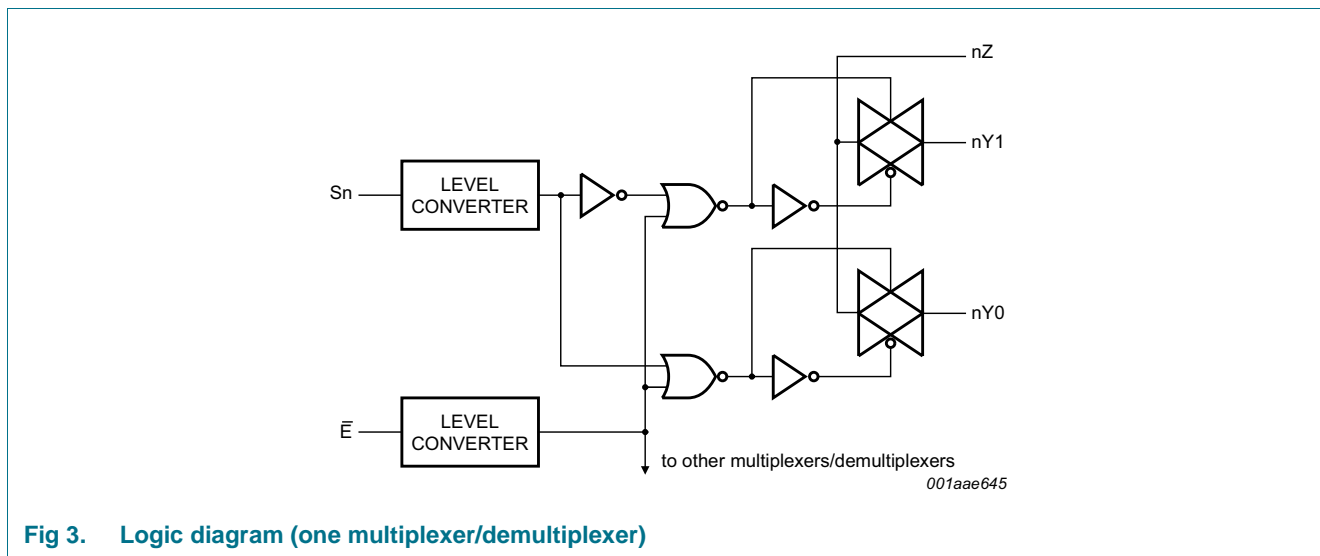 nZ
nY1
Sn
LEVEL
CONVERTER
nY0
E̅
LEVEL
CONVERTER
to other multiplexers/demultiplexers
001aae645
Fig 3. Logic diagram (one multiplexer/demultiplexer)